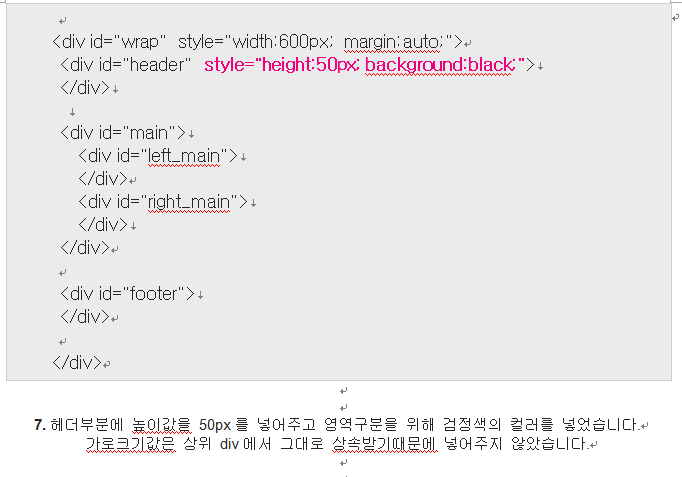 <div id="wrap" style="width:600px; margin:auto;">
<div id="header" style="height:50px; background:black;">
</div>
<div id="main">
<div id="left_main">
</div>
<div id="right_main">
</div>
</div>
<div id="footer">
</div>
</div>
7. 헤더부분에 높이값을 50px 를 넣어주고 영역구분을 위해 검정색의 컬러를 넣었습니다.
가로크기값은 상위 div 에서 그대로 상속받기때문에 넣어주지 않았습니다.